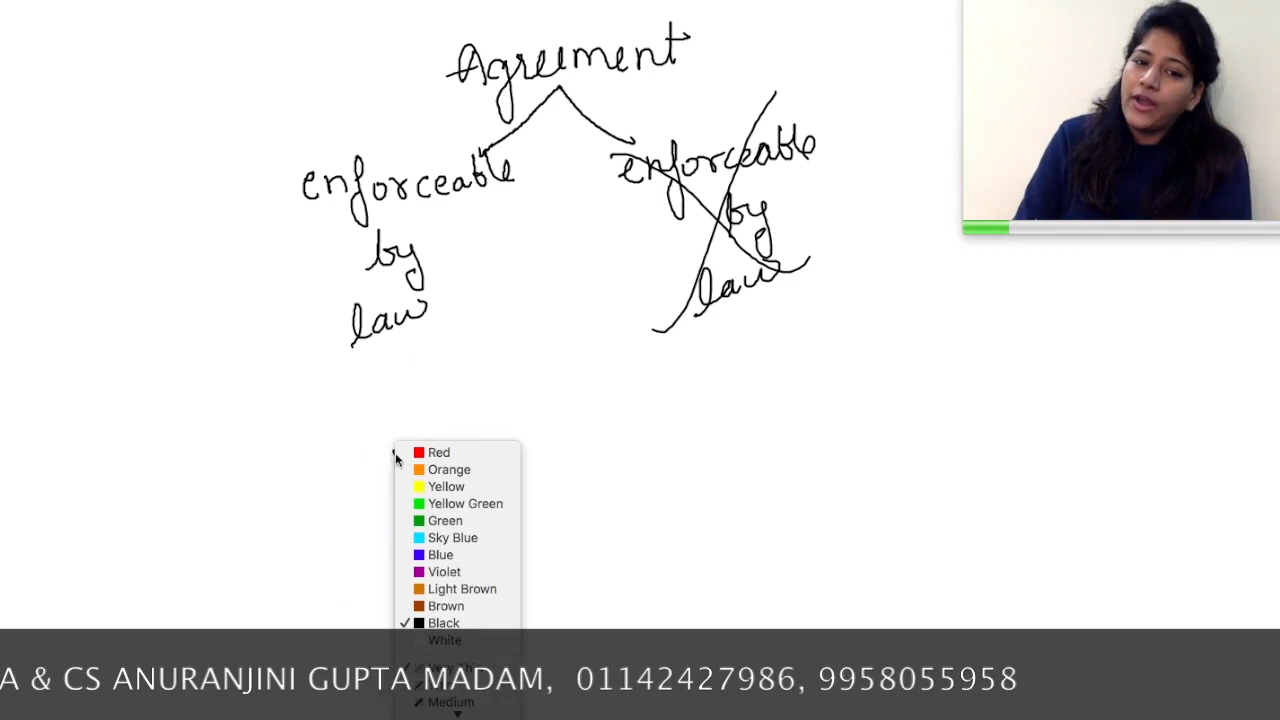 Agreement
enforceable
by
law
enforceable
by
law
Red
Orange
Yellow
Yellow Green
Green
Sky Blue
Blue
Violet
Light Brown
Brown
Black
White
Medium
A & CS ANURANJINI GUPTA MADAM, 01142427986, 9958055958